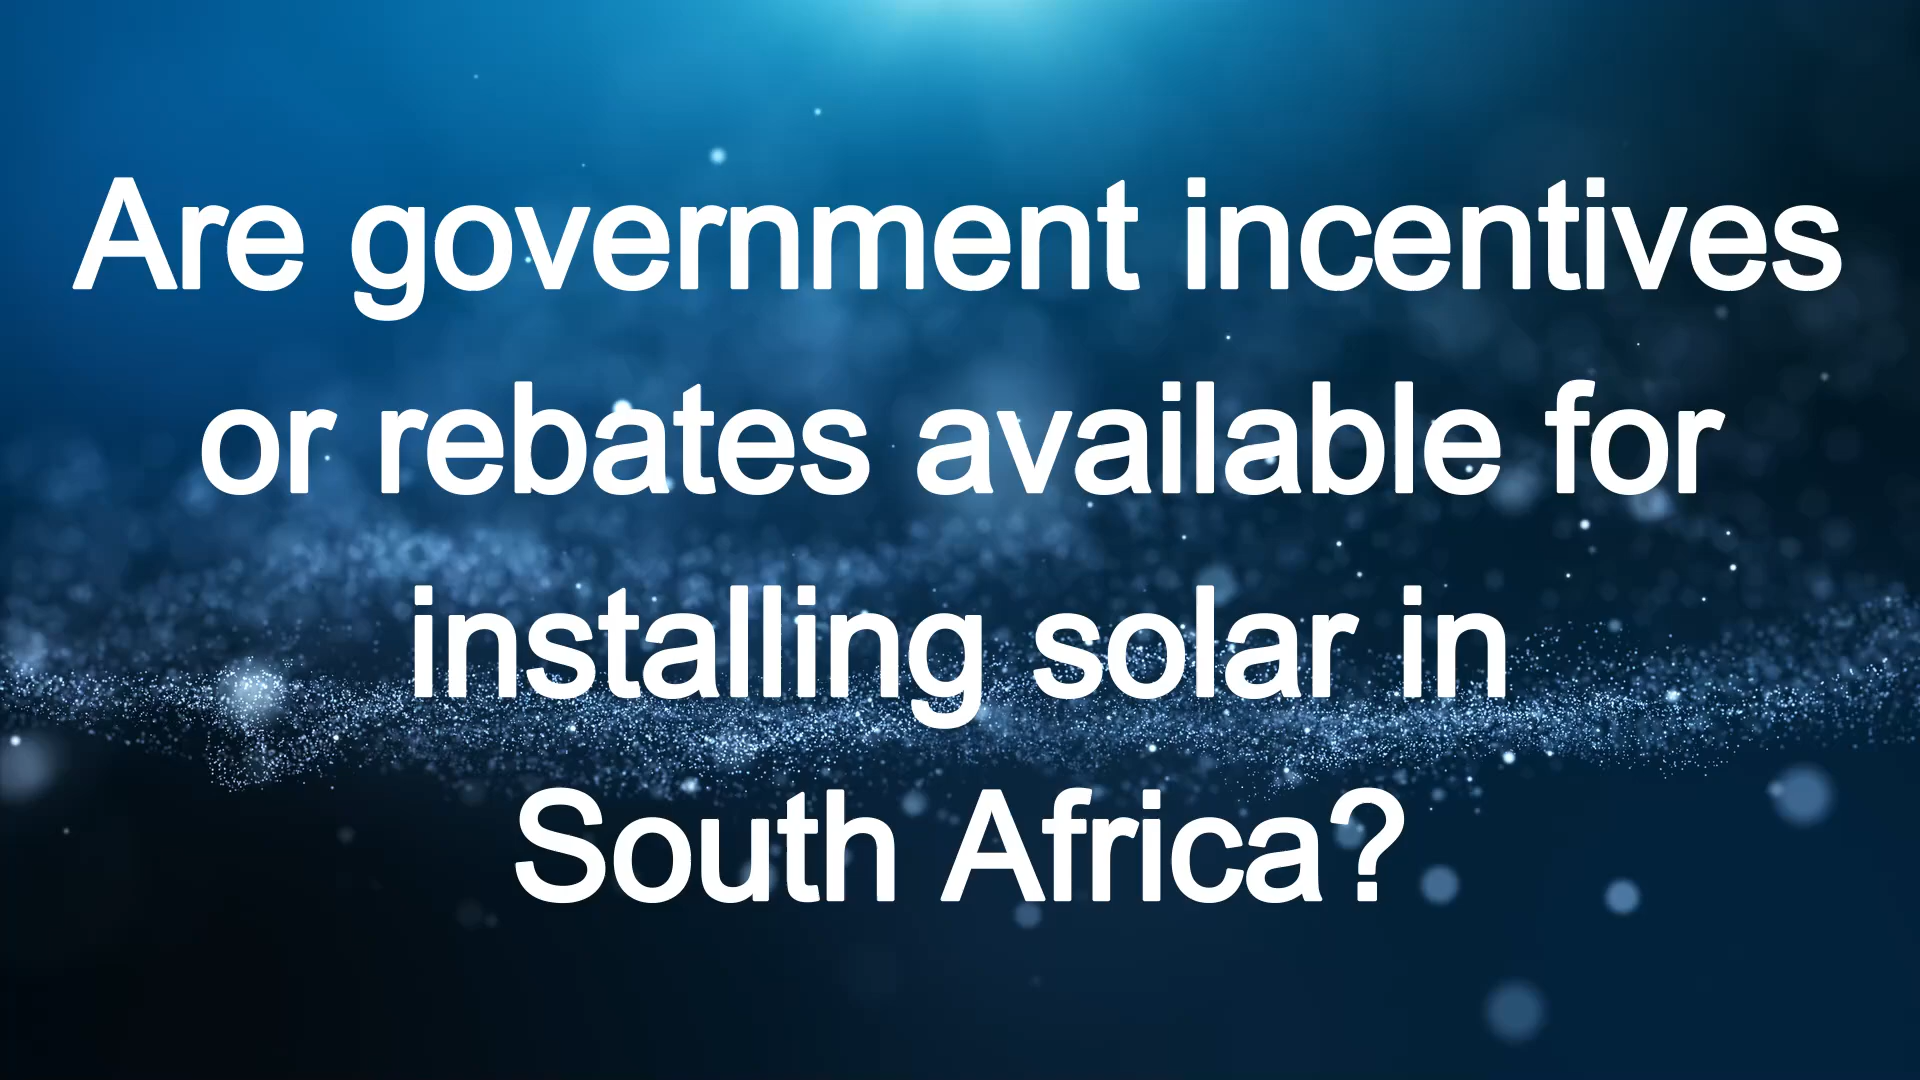 Are government incentives
or rebates available for
installing solar in
South Africa?